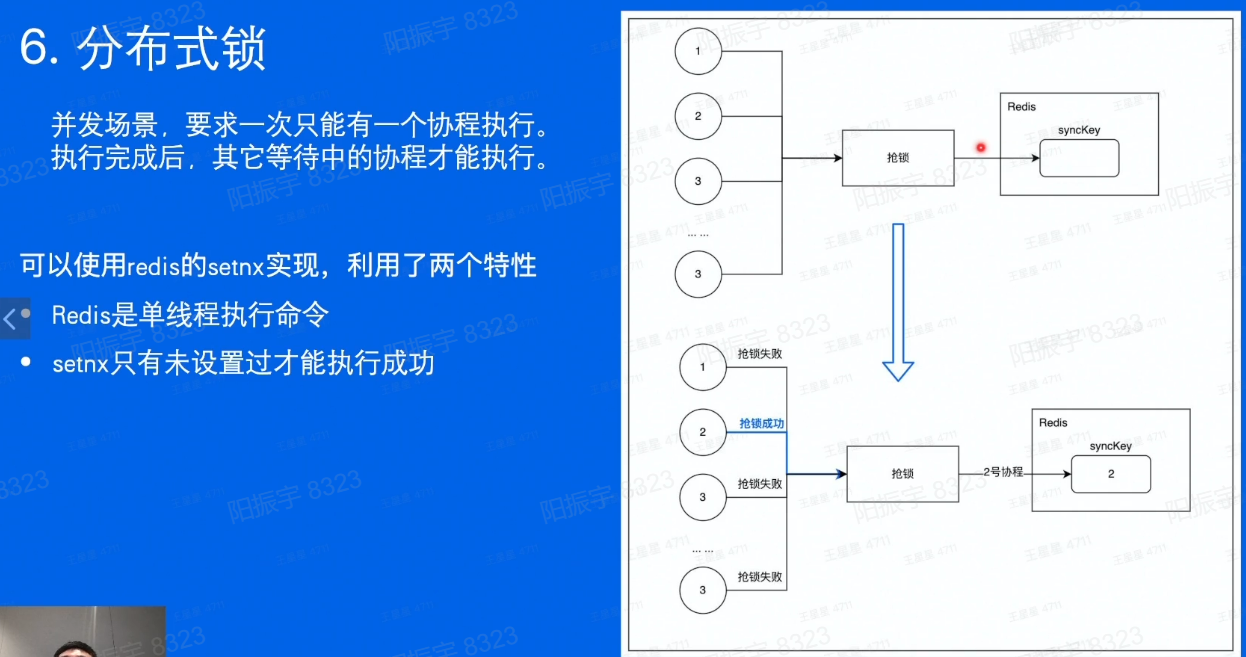 6. 分布式锁
并发场景，要求一次只能有一个协程执行。
执行完成后，其它等待中的协程才能执行。
可以使用redis的setnx实现，利用了两个特性
Redis是单线程执行命令
setnx只有未设置过才能执行成功
1
2
3
... ...
3
抢锁
Redis
syncKey
1
抢锁失败
2
抢锁成功
3
抢锁失败
... ...
3
抢锁失败
抢锁
2号协程
Redis
syncKey
2
阳振宇 8323
王星星 4711